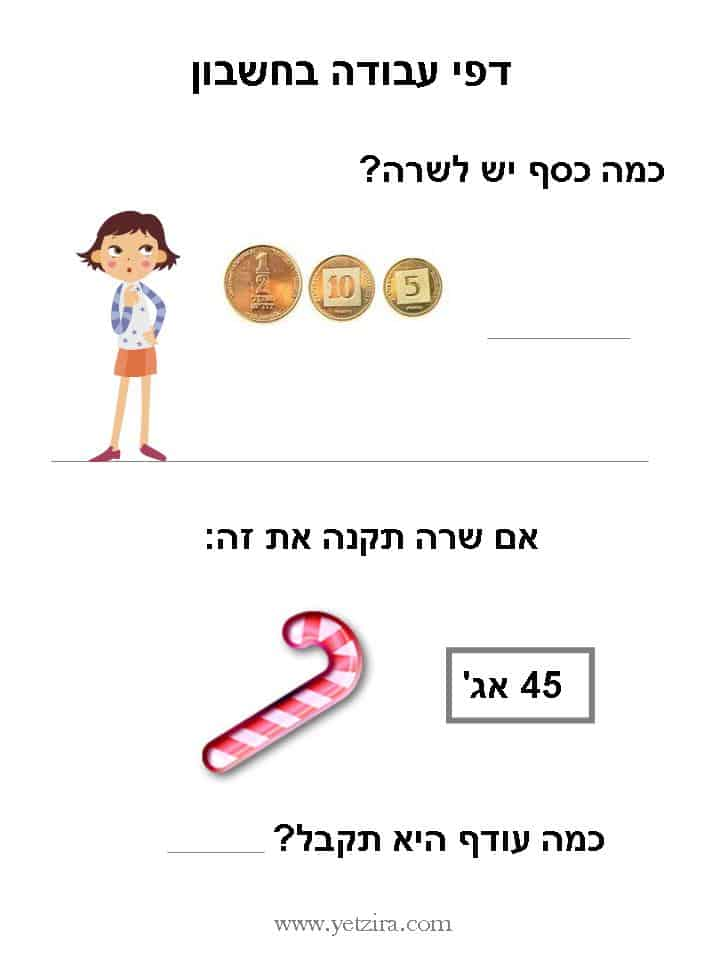 דפי עבודה בחשבון
כמה כסף יש לשרה?
1/2
10
5
אם שרה תקנה את זה:
45 אג'
כמה עודף היא תקבל?
www.yetzira.com